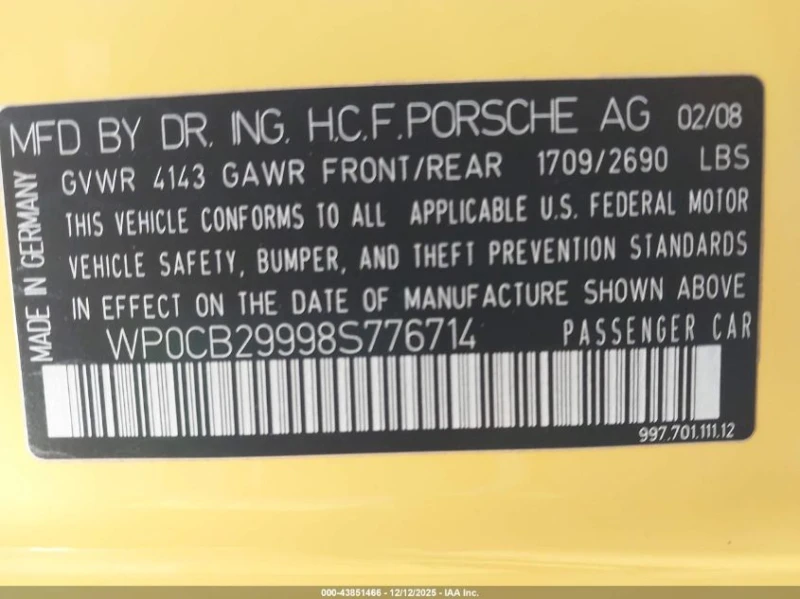 MFD BY DR. ING. H.C.F. PORSCHE AG 02/08
GVWR 4143 GAWR FRONT/REAR 1709/2690 LBS
THIS VEHICLE CONFORMS TO ALL APPLICABLE U.S. FEDERAL MOTOR
VEHICLE SAFETY, BUMPER, AND THEFT PREVENTION STANDARDS
IN EFFECT ON THE DATE OF MANUFACTURE SHOWN ABOVE
WP0CB29998S776714 PASSENGER CAR
997.701.111.12
MADE IN GERMANY
000-43851466 - 12/12/2025 - IAA Inc.